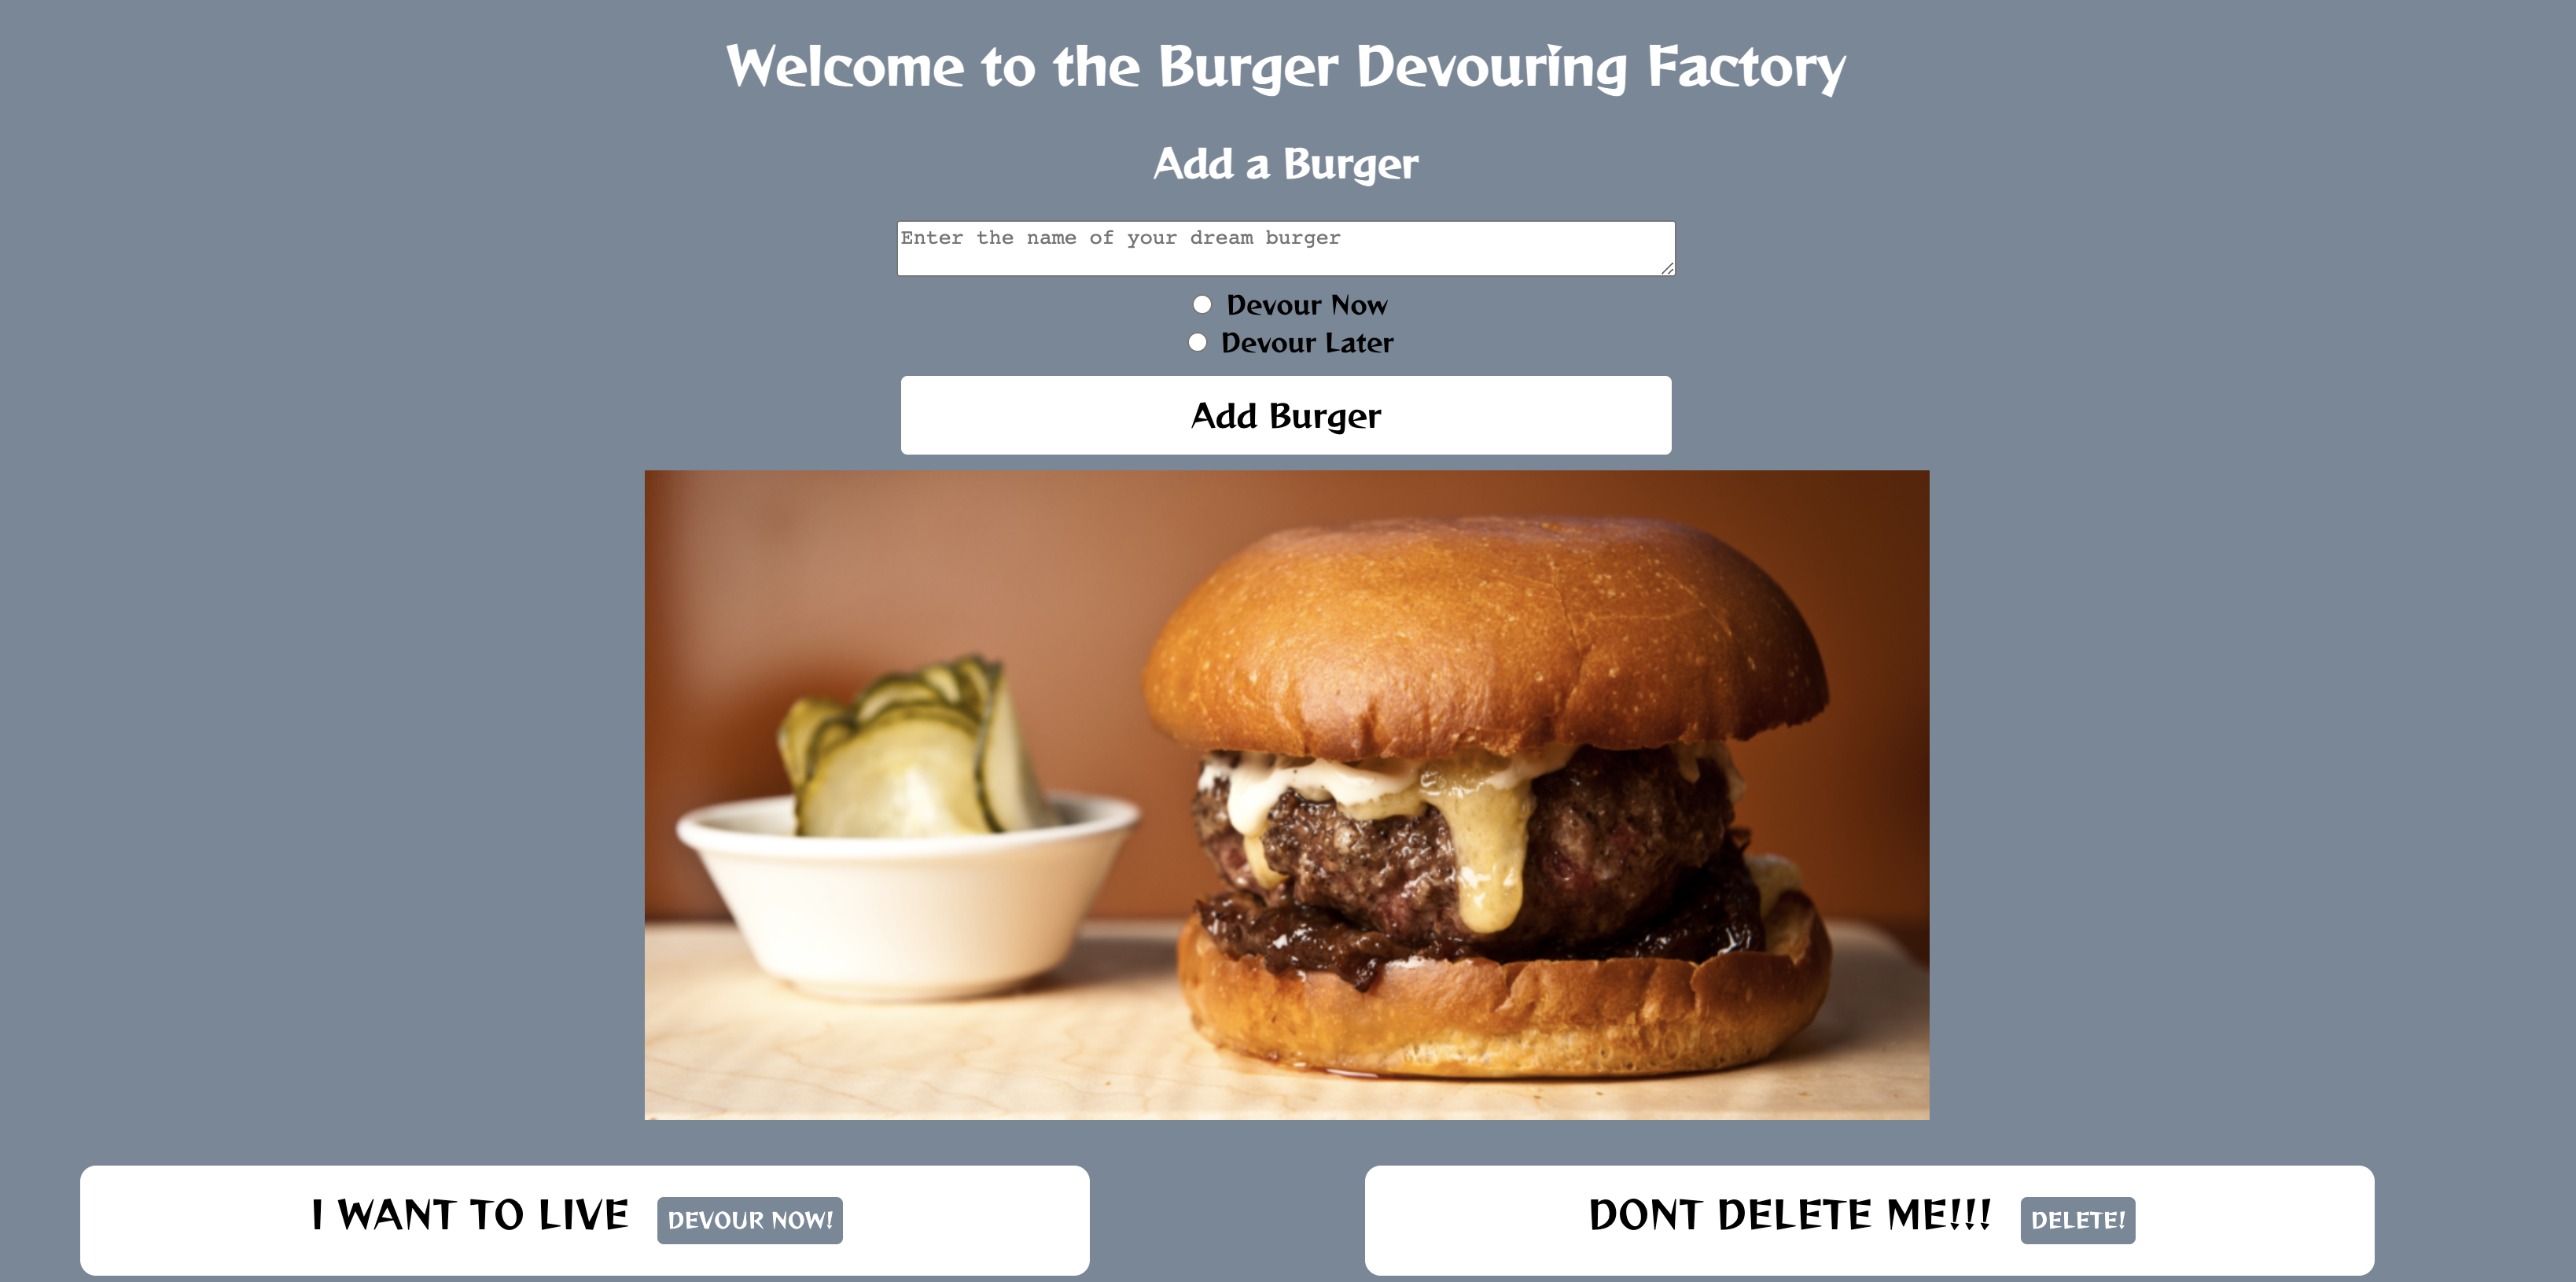 Welcome to the Burger Devouring Factory
Add a Burger
Enter the name of your dream burger
Devour Now
Devour Later
Add Burger
I WANT TO LIVE DEVOUR NOW!
DONT DELETE ME!!! DELETE!